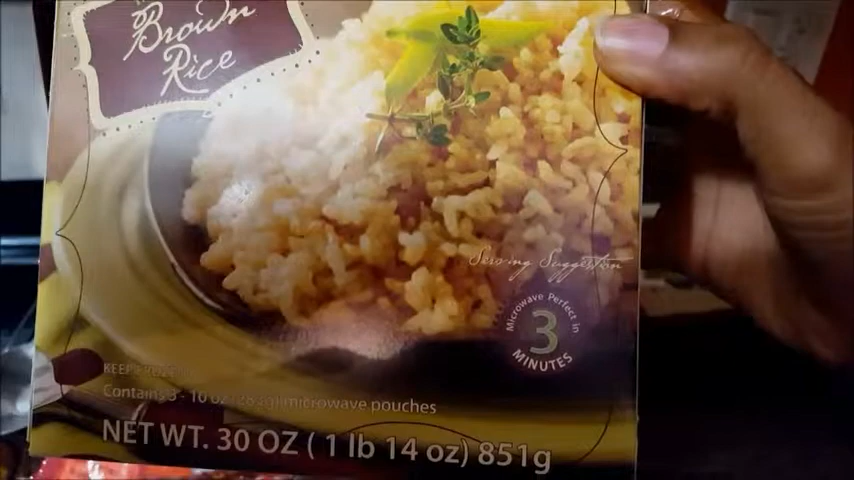 Brown
Rice
Serving Suggestion
Microwave Perfect in
3
MINUTES
KEEP FROZEN
Contains 3 - 10 oz (283g) microwave pouches
NET WT. 30 OZ ( 1 lb 14 oz) 851g